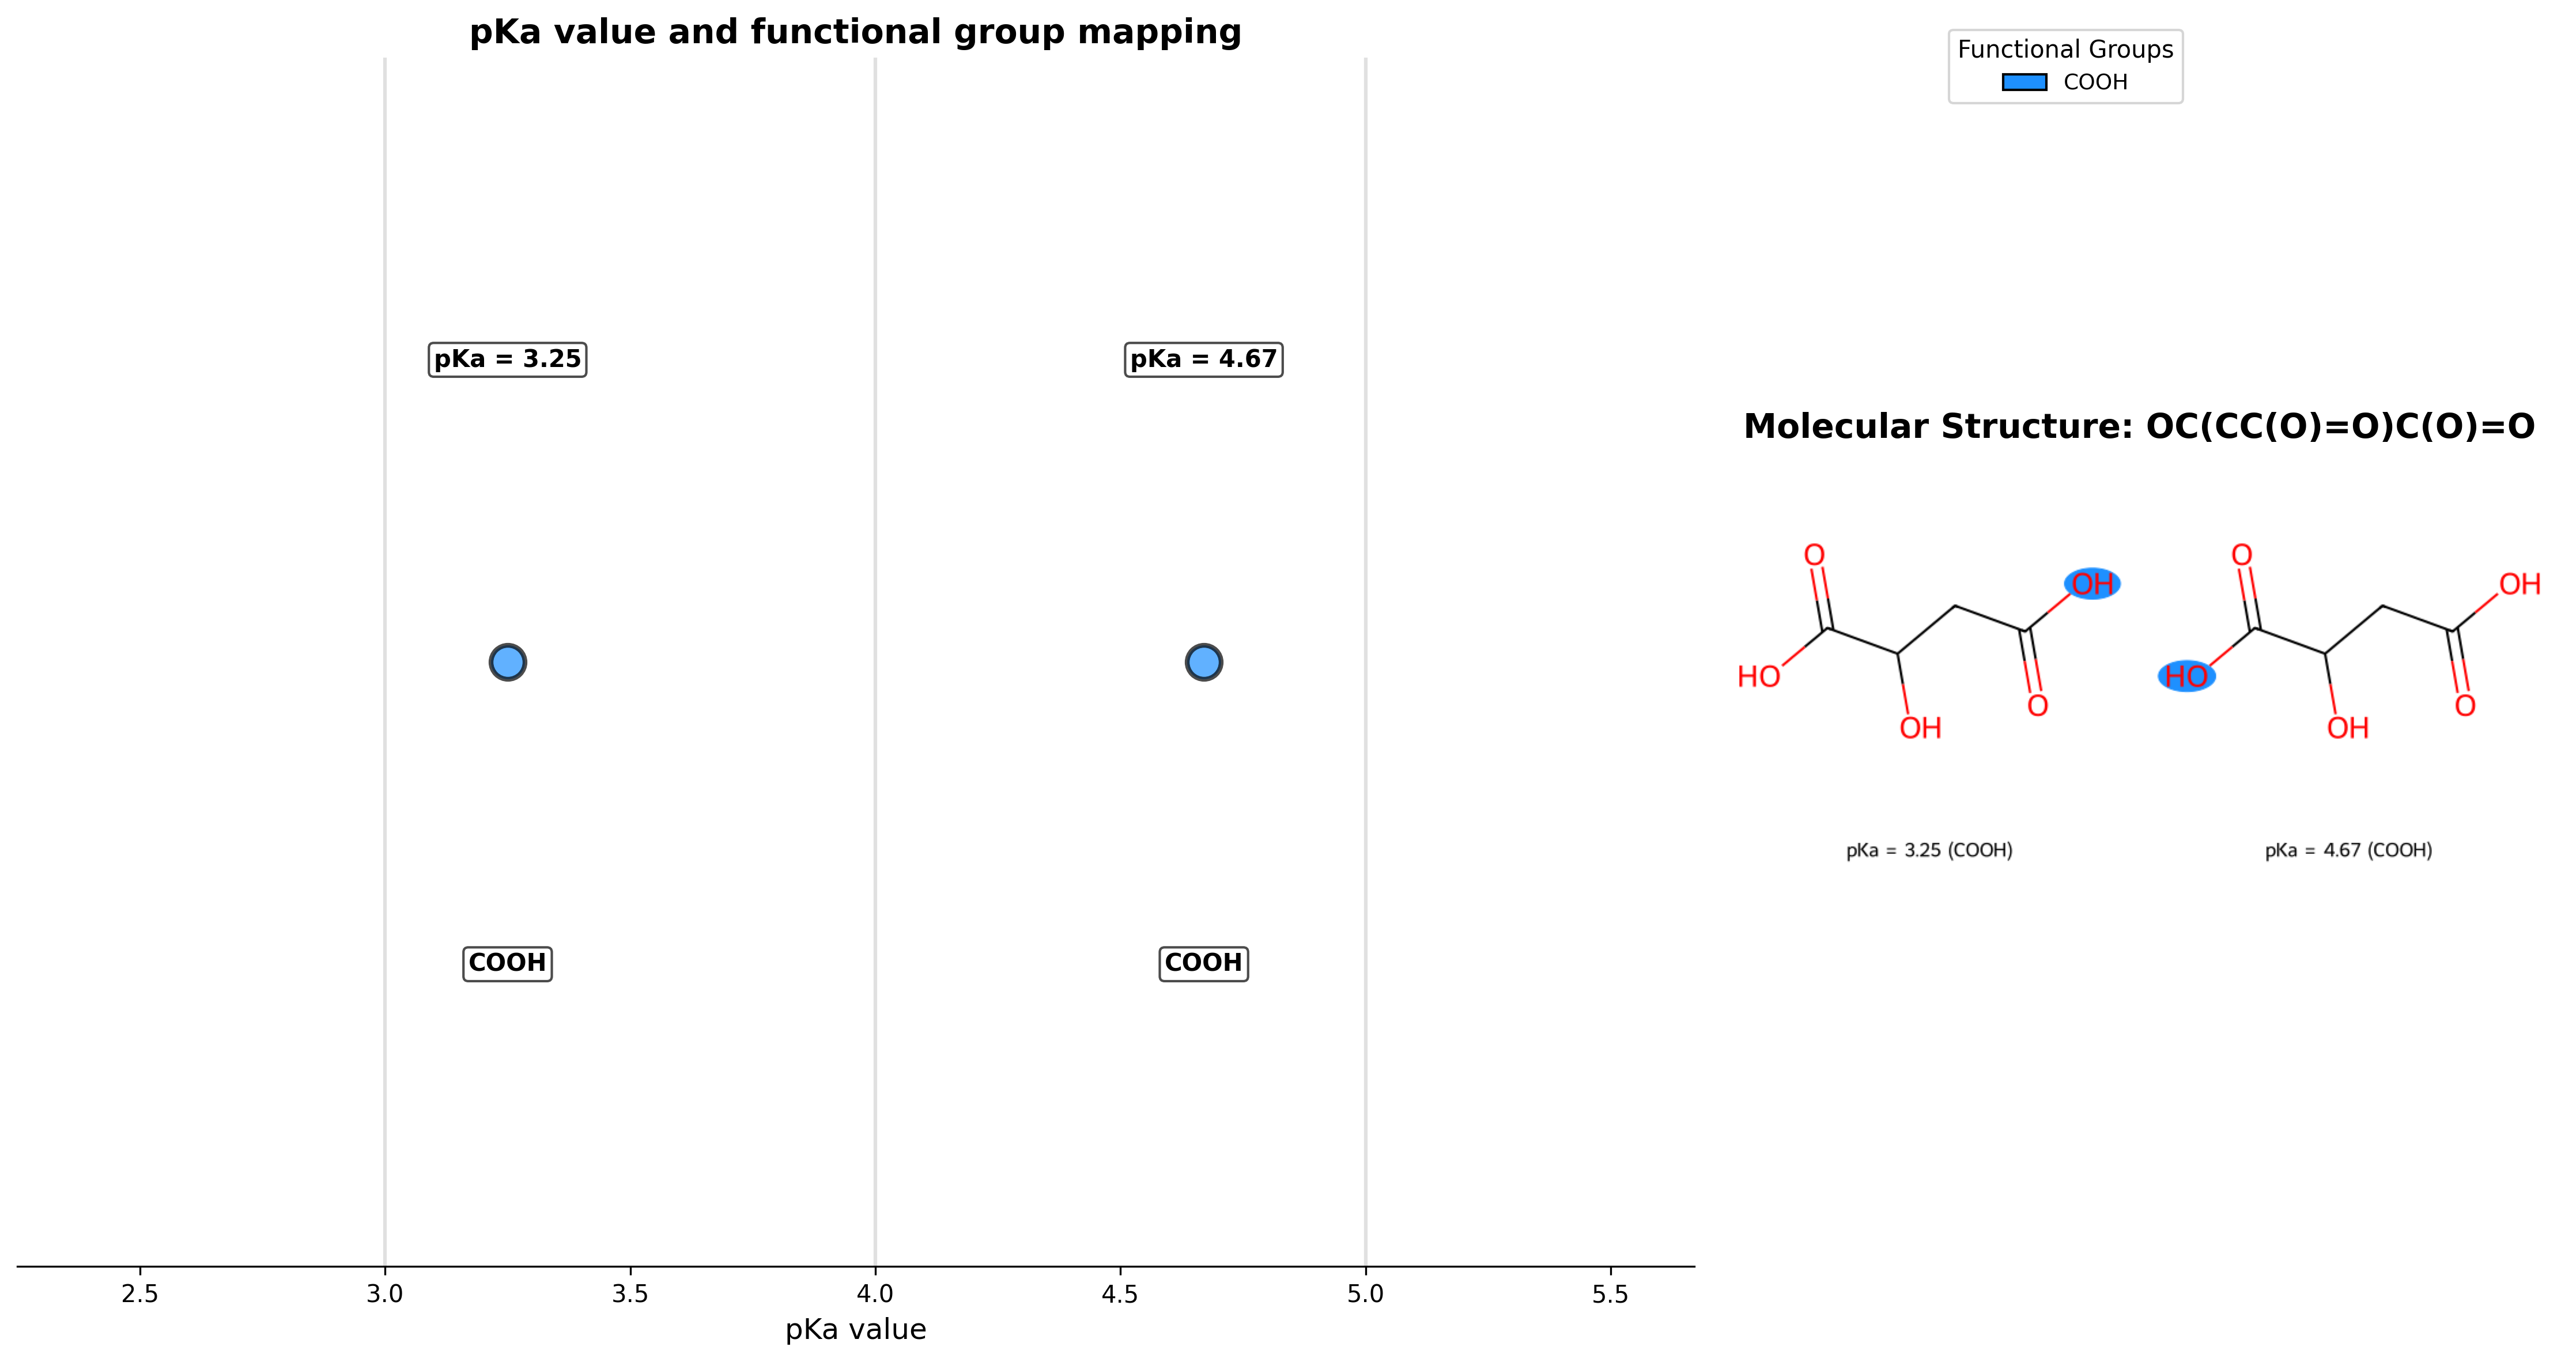 pKa value and functional group mapping
pKa = 3.25
pKa = 4.67
COOH
COOH
2.5
3.0
3.5
4.0
4.5
5.0
5.5
pKa value
Functional Groups
COOH
Molecular Structure: OC(CC(O)=O)C(O)=O
O
OH
HO
O
OH
pKa = 3.25 (COOH)
O
OH
HO
O
OH
pKa = 4.67 (COOH)